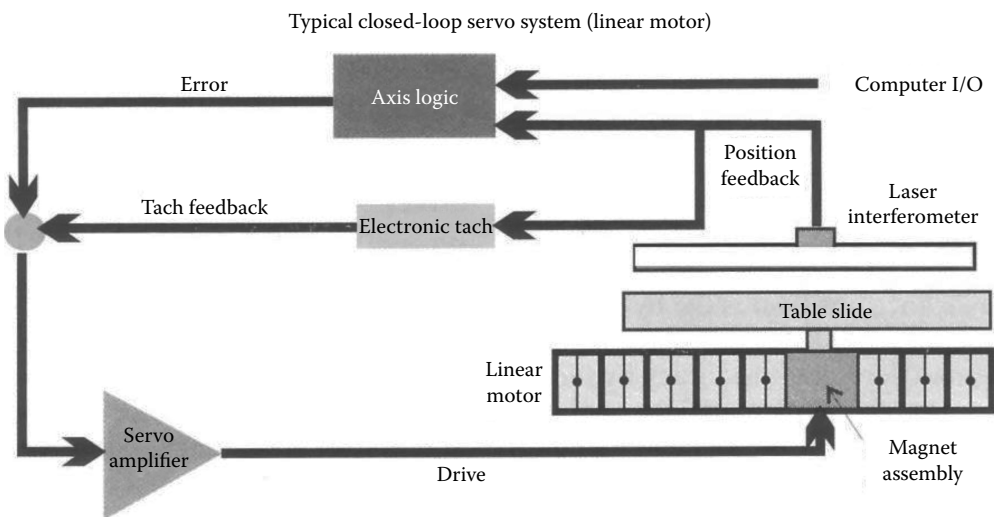 Typical closed-loop servo system (linear motor)
Error
Axis logic
Computer I/O
Position
feedback
Tach feedback
Electronic tach
Laser
interferometer
Table slide
Linear
motor
Servo
amplifier
Drive
Magnet
assembly